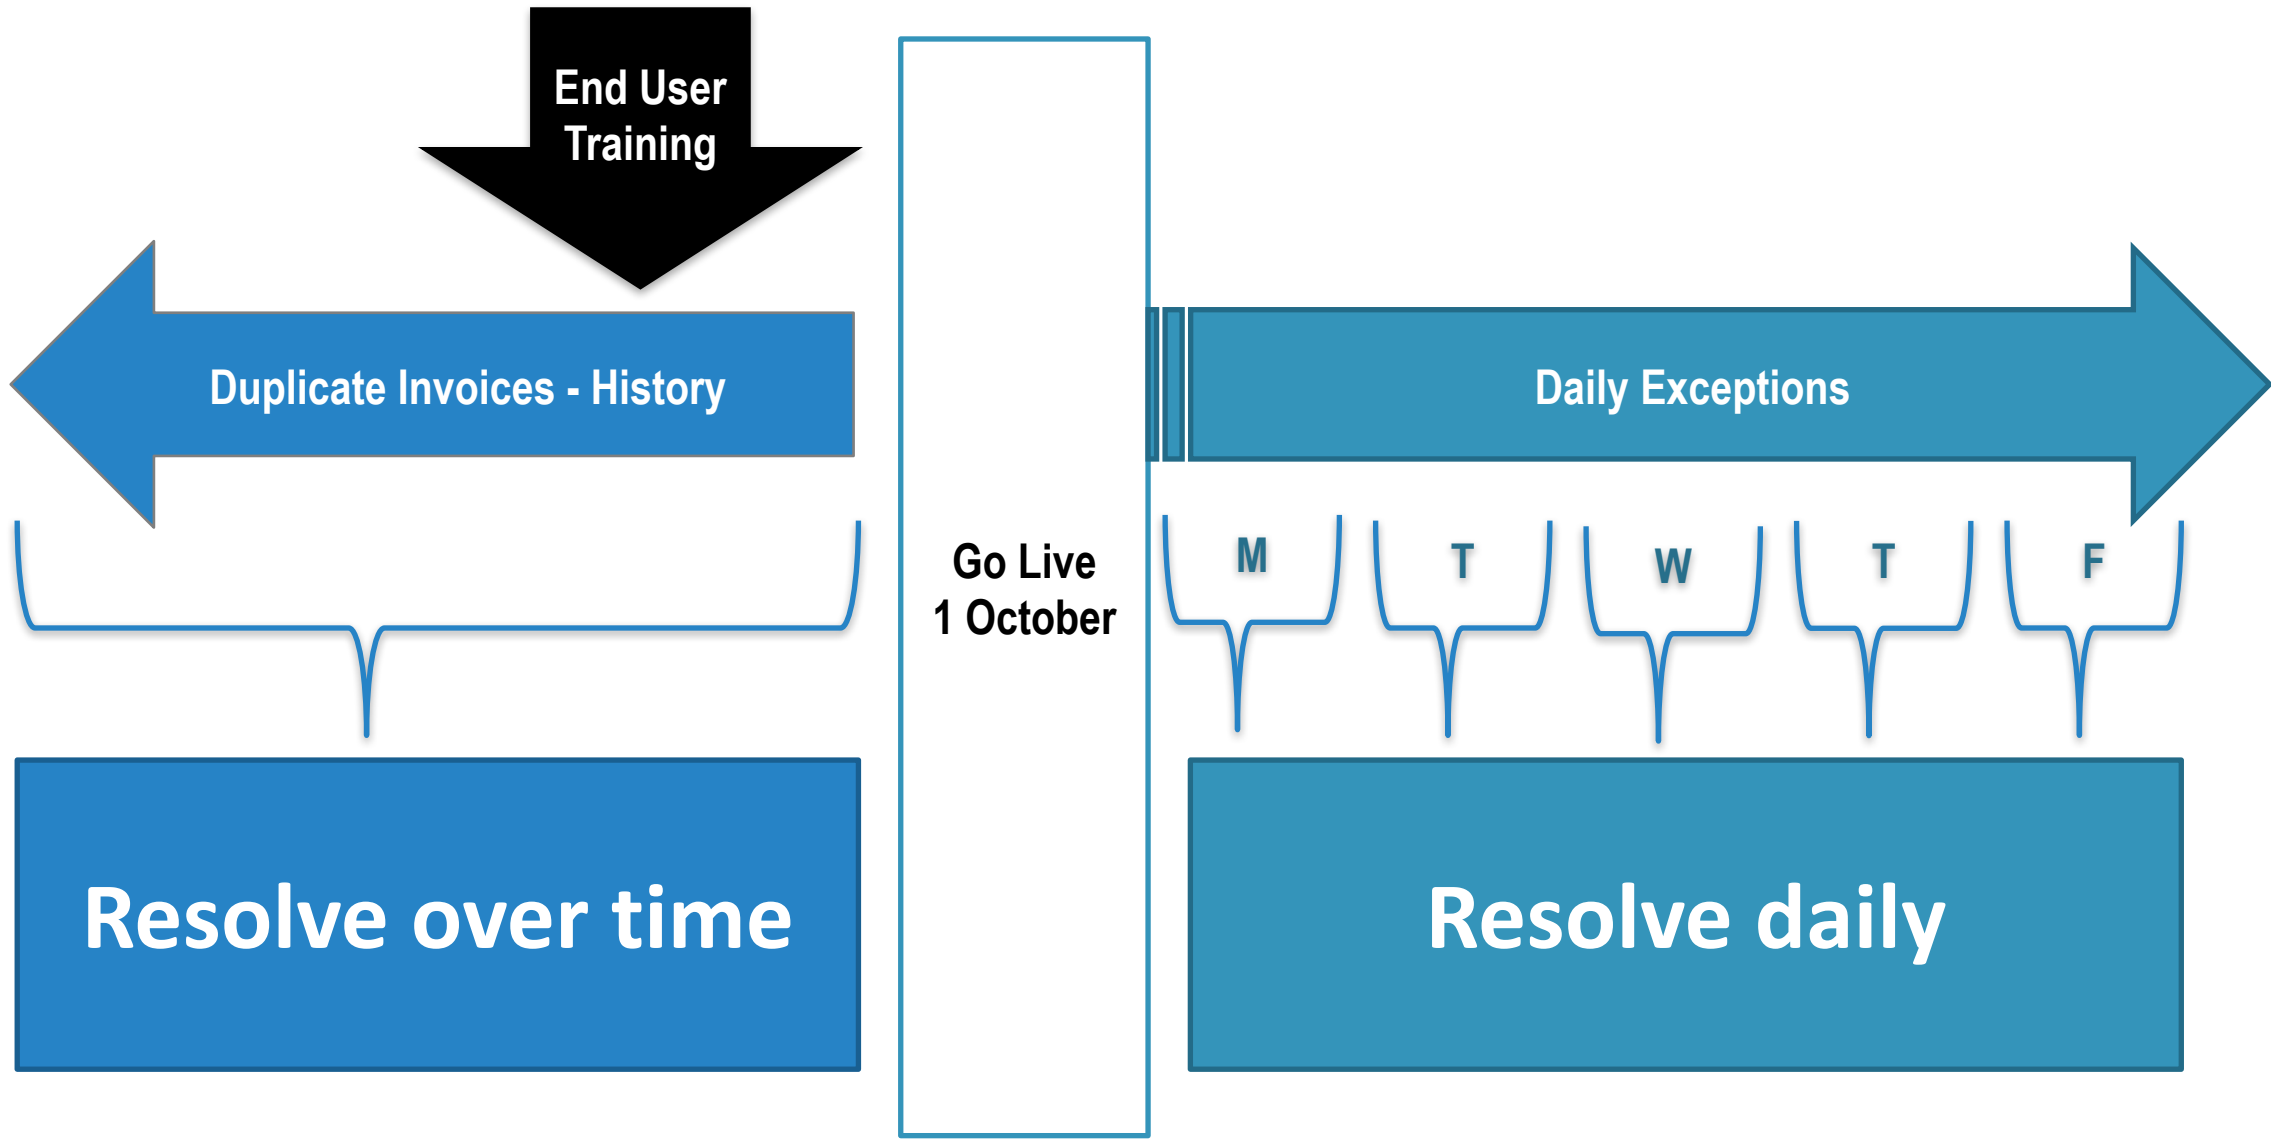 End User
Training
Duplicate Invoices - History
Daily Exceptions
Go Live
1 October
M T W T F
Resolve over time
Resolve daily